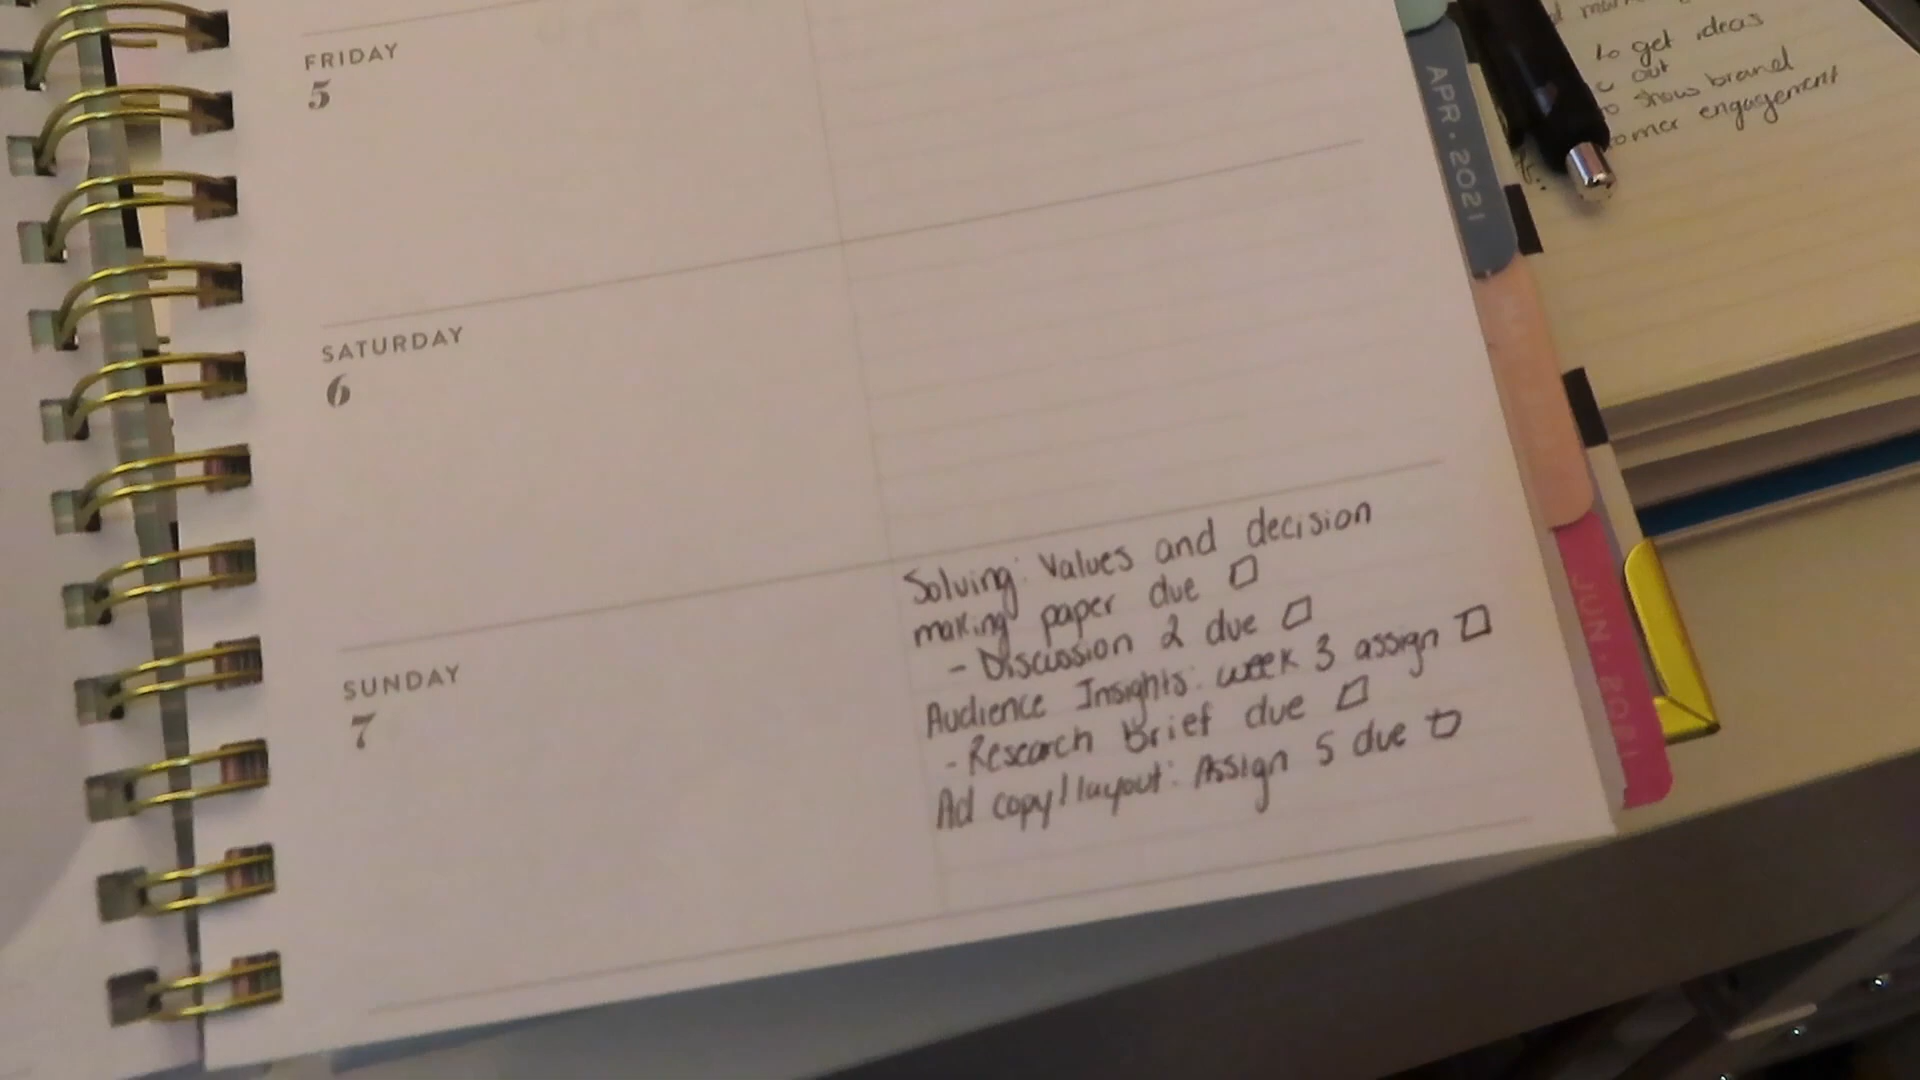 FRIDAY
5
SATURDAY
6
SUNDAY
7
Solving: Values and decision
making paper due
- Discussion 2 due
Audience Insights: week 3 assign
- Research Brief due
Ad copy/layout: Assign 5 due
APR • 2021
JUN • 2021
to get ideas
out
show brand
engagement